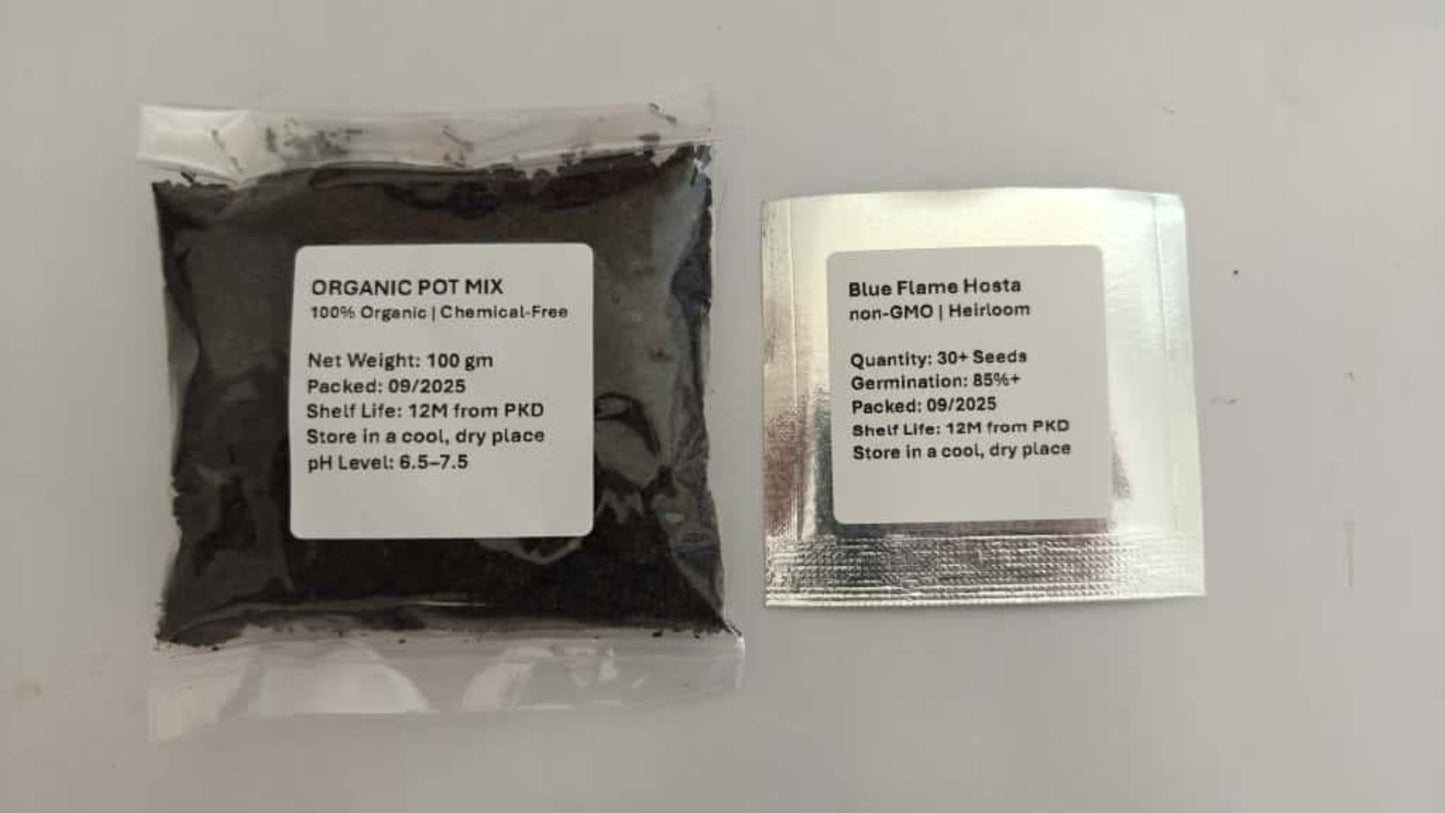 ORGANIC POT MIX
100% Organic | Chemical-Free
Net Weight: 100 gm
Packed: 09/2025
Shelf Life: 12M from PKD
Store in a cool, dry place
pH Level: 6.5–7.5
Blue Flame Hosta
non-GMO | Heirloom
Quantity: 30+ Seeds
Germination: 85%+
Packed: 09/2025
Shelf Life: 12M from PKD
Store in a cool, dry place